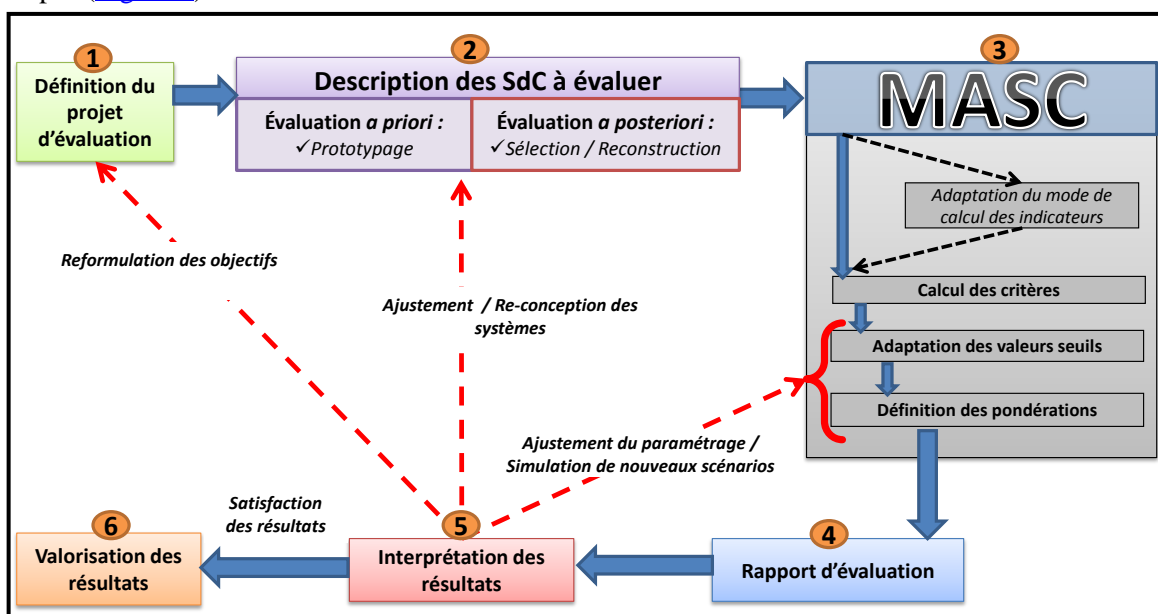 1
Définition du
projet
d'évaluation
2
Description des SdC à évaluer
Évaluation a priori :
✓Prototypage
Évaluation a posteriori :
✓Sélection / Reconstruction
3
MASC
Adaptation du mode de
calcul des indicateurs
Calcul des critères
Adaptation des valeurs seuils
Définition des pondérations
Reformulation des objectifs
Ajustement / Re-conception des
systèmes
Ajustement du paramétrage /
Simulation de nouveaux scénarios
4
Rapport d'évaluation
5
Interprétation des
résultats
Satisfaction
des résultats
6
Valorisation des
résultats